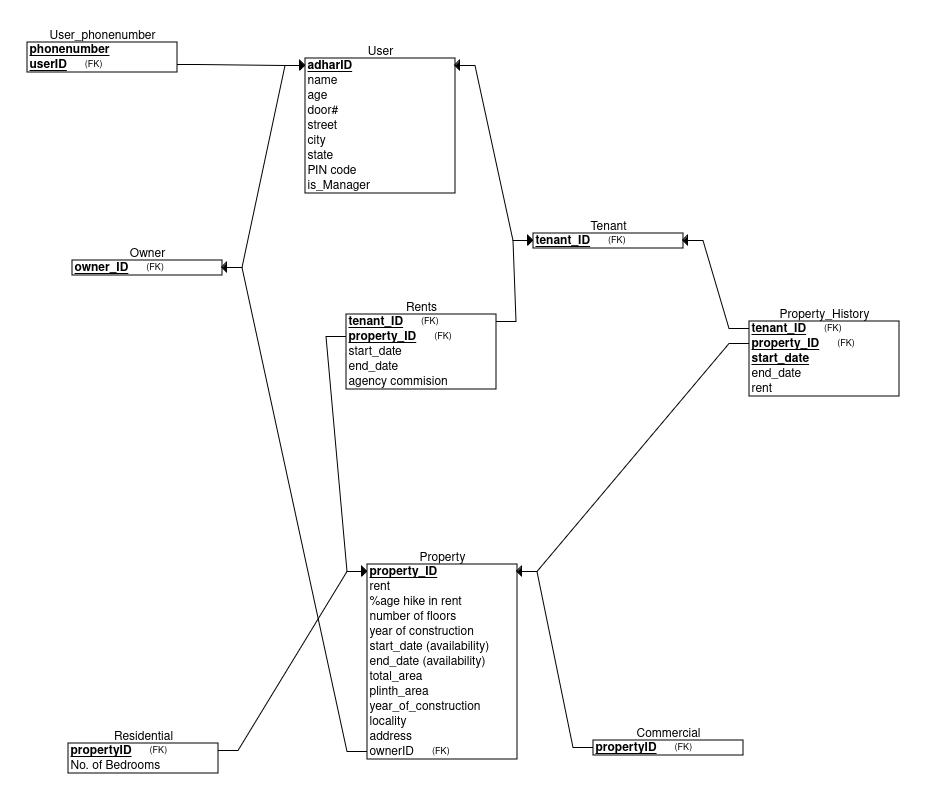 User_phonenumber
phonenumber
userID (FK)
User
adharID
name
age
door#
street
city
state
PIN code
is_Manager
Tenant
tenant_ID (FK)
Owner
owner_ID (FK)
Rents
tenant_ID (FK)
property_ID (FK)
start_date
end_date
agency commision
Property_History
tenant_ID (FK)
property_ID (FK)
start_date
end_date
rent
Property
property_ID
rent
%age hike in rent
number of floors
year of construction
start_date (availability)
end_date (availability)
total_area
plinth_area
year_of_construction
locality
address
ownerID (FK)
Residential
propertyID (FK)
No. of Bedrooms
Commercial
propertyID (FK)